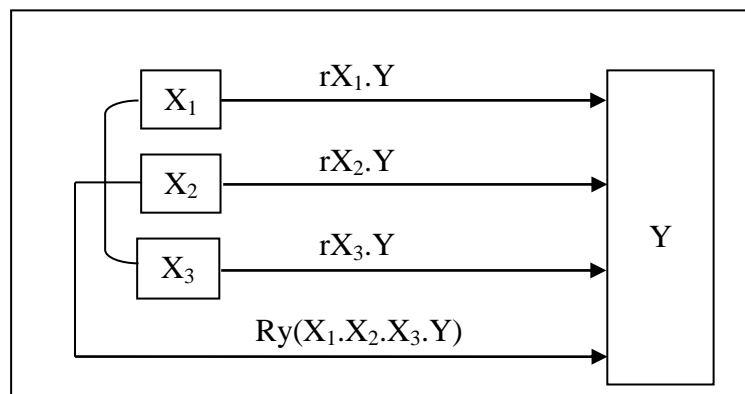 rX₁.Y
X₁
rX₂.Y
X₂
rX₃.Y
X₃
Y
Ry(X₁.X₂.X₃.Y)